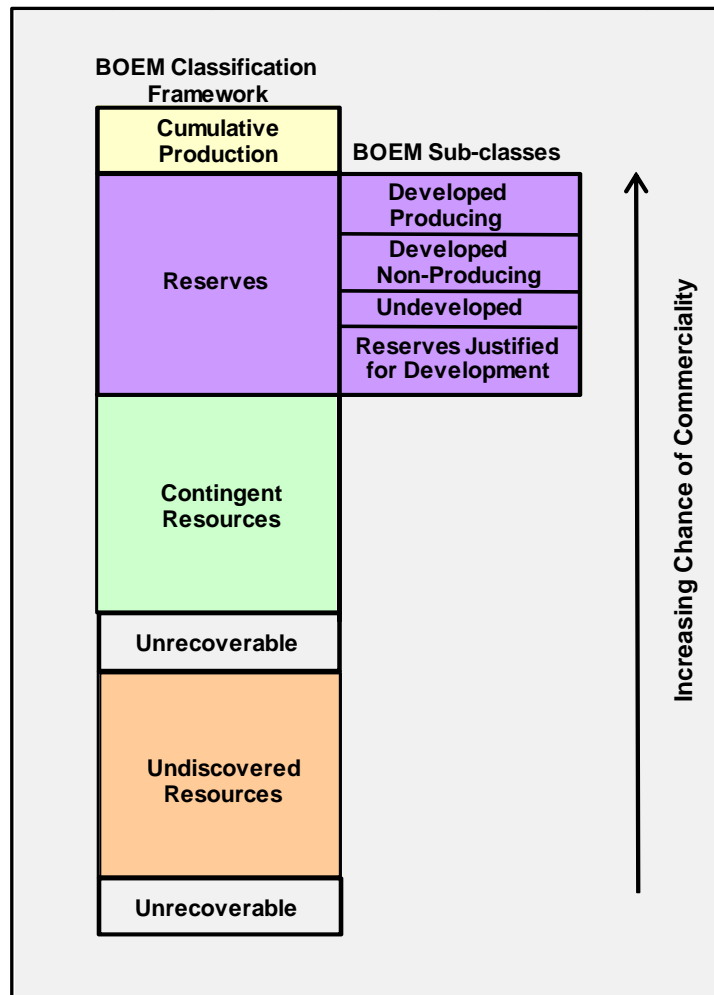 BOEM Classification
Framework
Cumulative
Production
BOEM Sub-classes
Reserves
Developed
Producing
Developed
Non-Producing
Undeveloped
Reserves Justified
for Development
Contingent
Resources
Unrecoverable
Undiscovered
Resources
Unrecoverable
Increasing Chance of Commerciality